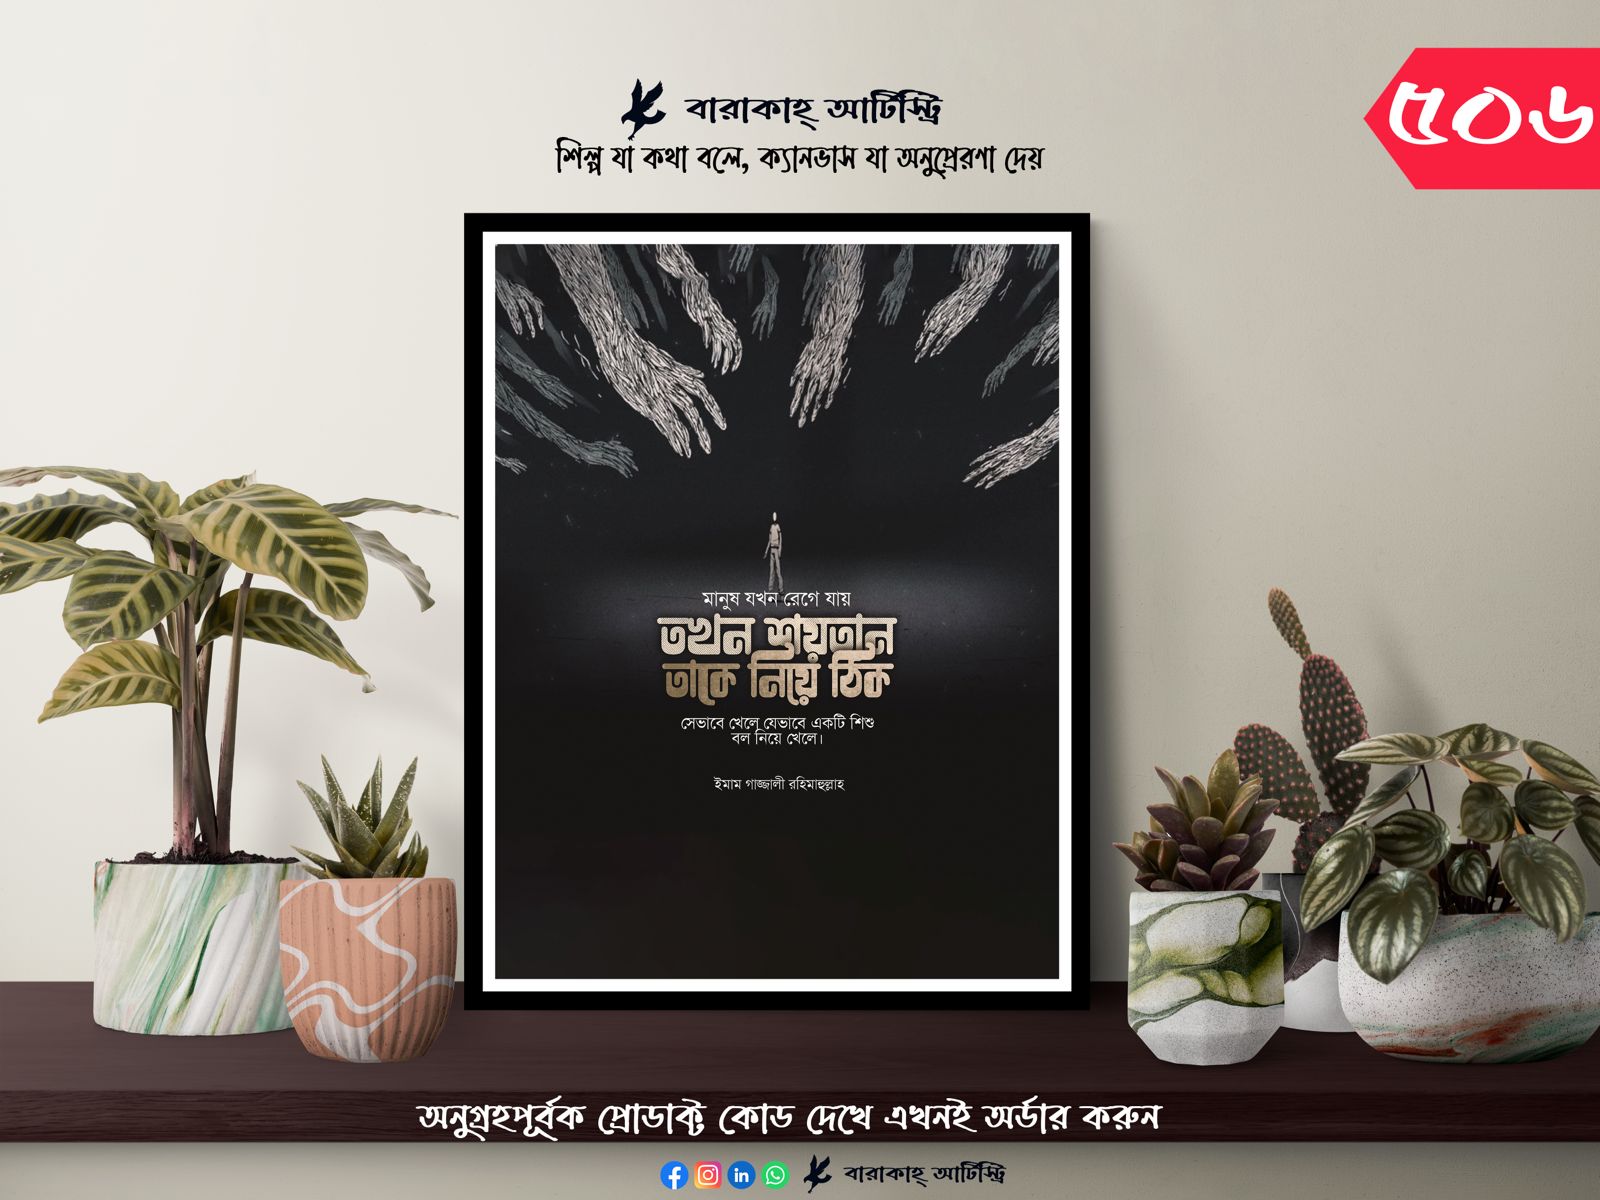 বারাকাহ্ আর্টিস্ট্রি
শিল্প যা কথা বলে, ক্যানভাস যা অনুপ্রেরণা দেয়
৫০৬
মানুষ যখন রেগে যায়
তখন শয়তান
তাকে নিয়ে ঠিক
সেভাবে খেলে যেভাবে একটি শিশু
বল নিয়ে খেলে।
ইমাম গাজ্জালী রহিমাহুল্লাহ
অনুগ্রহপূর্বক প্রোডাক্ট কোড দেখে এখনই অর্ডার করুন
বারাকাহ্ আর্টিস্ট্রি